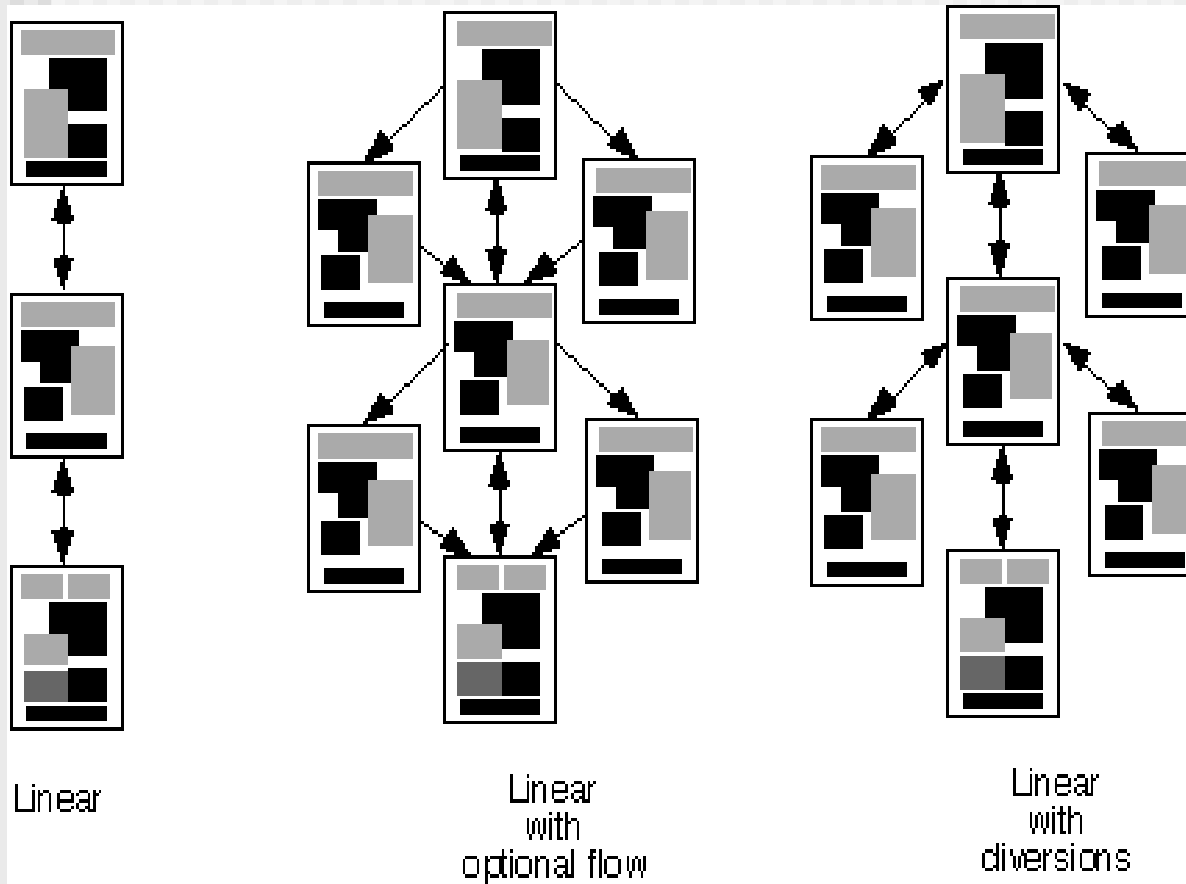 Linear
Linear
with
optional flow
Linear
with
diversions